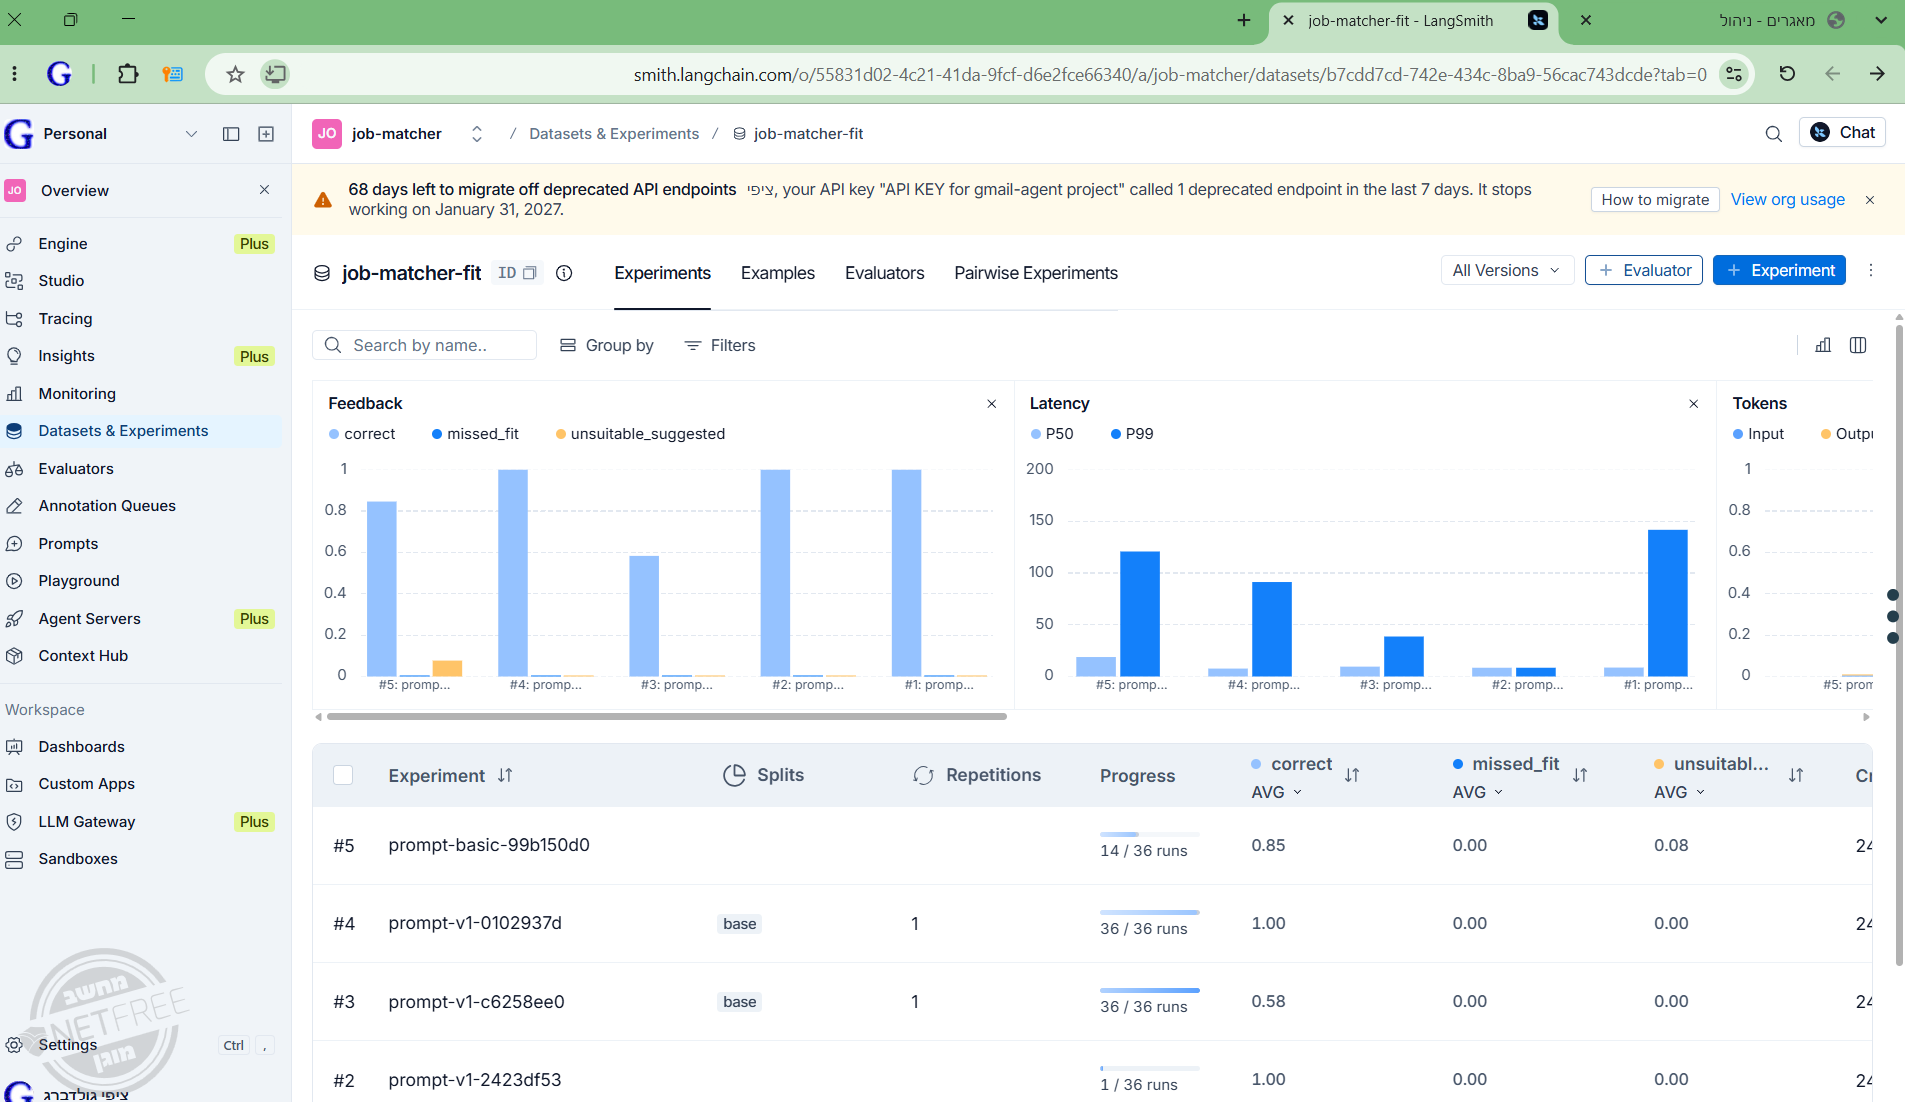 job-matcher-fit - LangSmith
מאגרים - ניהול
smith.langchain.com/o/55831d02-4c21-41da-9fcf-d6e2fce66340/a/job-matcher/datasets/b7cdd7cd-742e-434c-8ba9-56cac743dcde?tab=0
Personal
JO job-matcher / Datasets & Experiments / job-matcher-fit
Chat
68 days left to migrate off deprecated API endpoints ציפי, your API key "API KEY for gmail-agent project" called 1 deprecated endpoint in the last 7 days. It stops
working on January 31, 2027.
How to migrate
View org usage
JO Overview
Engine Plus
Studio
Tracing
Insights Plus
Monitoring
Datasets & Experiments
Evaluators
Annotation Queues
Prompts
Playground
Agent Servers Plus
Context Hub
Workspace
Dashboards
Custom Apps
LLM Gateway Plus
Sandboxes
Settings Ctrl ,
ציפי גולדברג
מחשב
NETFREE
מוגן
job-matcher-fit ID
Experiments Examples Evaluators Pairwise Experiments
All Versions
+ Evaluator
+ Experiment
Search by name..
Group by
Filters
Feedback
correct missed_fit unsuitable_suggested
1
0.8
0.6
0.4
0.2
0
#5: promp... #4: promp... #3: promp... #2: promp... #1: promp...
Latency
P50 P99
200
150
100
50
0
#5: promp... #4: promp... #3: promp... #2: promp... #1: promp...
Tokens
Input
1
0.8
0.6
0.4
0.2
0
Experiment Splits Repetitions Progress correct AVG missed_fit AVG unsuitabl... AVG
#5 prompt-basic-99b150d0 14 / 36 runs 0.85 0.00 0.08
#4 prompt-v1-0102937d base 1 36 / 36 runs 1.00 0.00 0.00
#3 prompt-v1-c6258ee0 base 1 36 / 36 runs 0.58 0.00 0.00
#2 prompt-v1-2423df53 1 / 36 runs 1.00 0.00 0.00